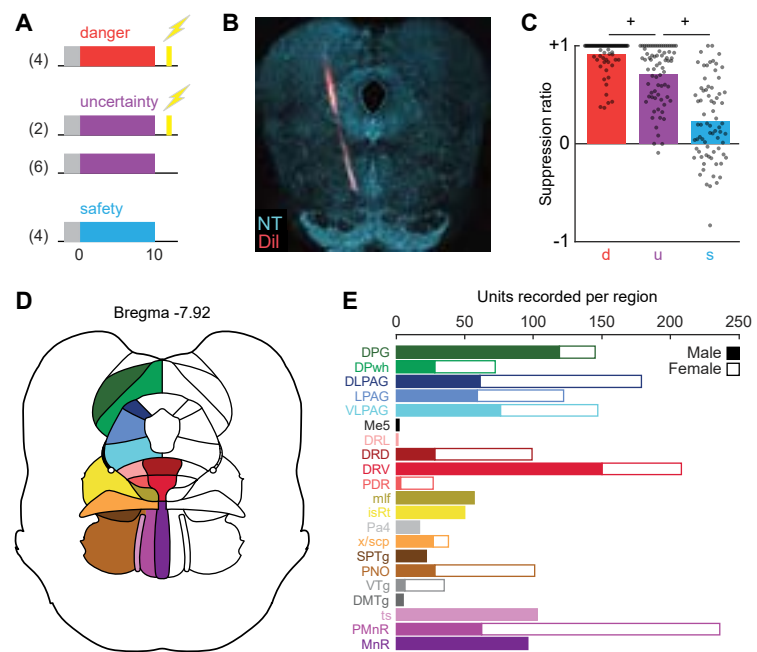 A
danger
(4)
uncertainty
(2)
(6)
safety
(4)
0 10
B
NT
DiI
C
+ +
+1
0
-1
Suppression ratio
d u s
D
Bregma -7.92
E
Units recorded per region
0 50 100 150 200 250
Male
Female
DPG
DPwh
DLPAG
LPAG
VLPAG
Me5
DRL
DRD
DRV
PDR
mlf
isRt
Pa4
x/scp
SPTg
PNO
VTg
DMTg
ts
PMnR
MnR